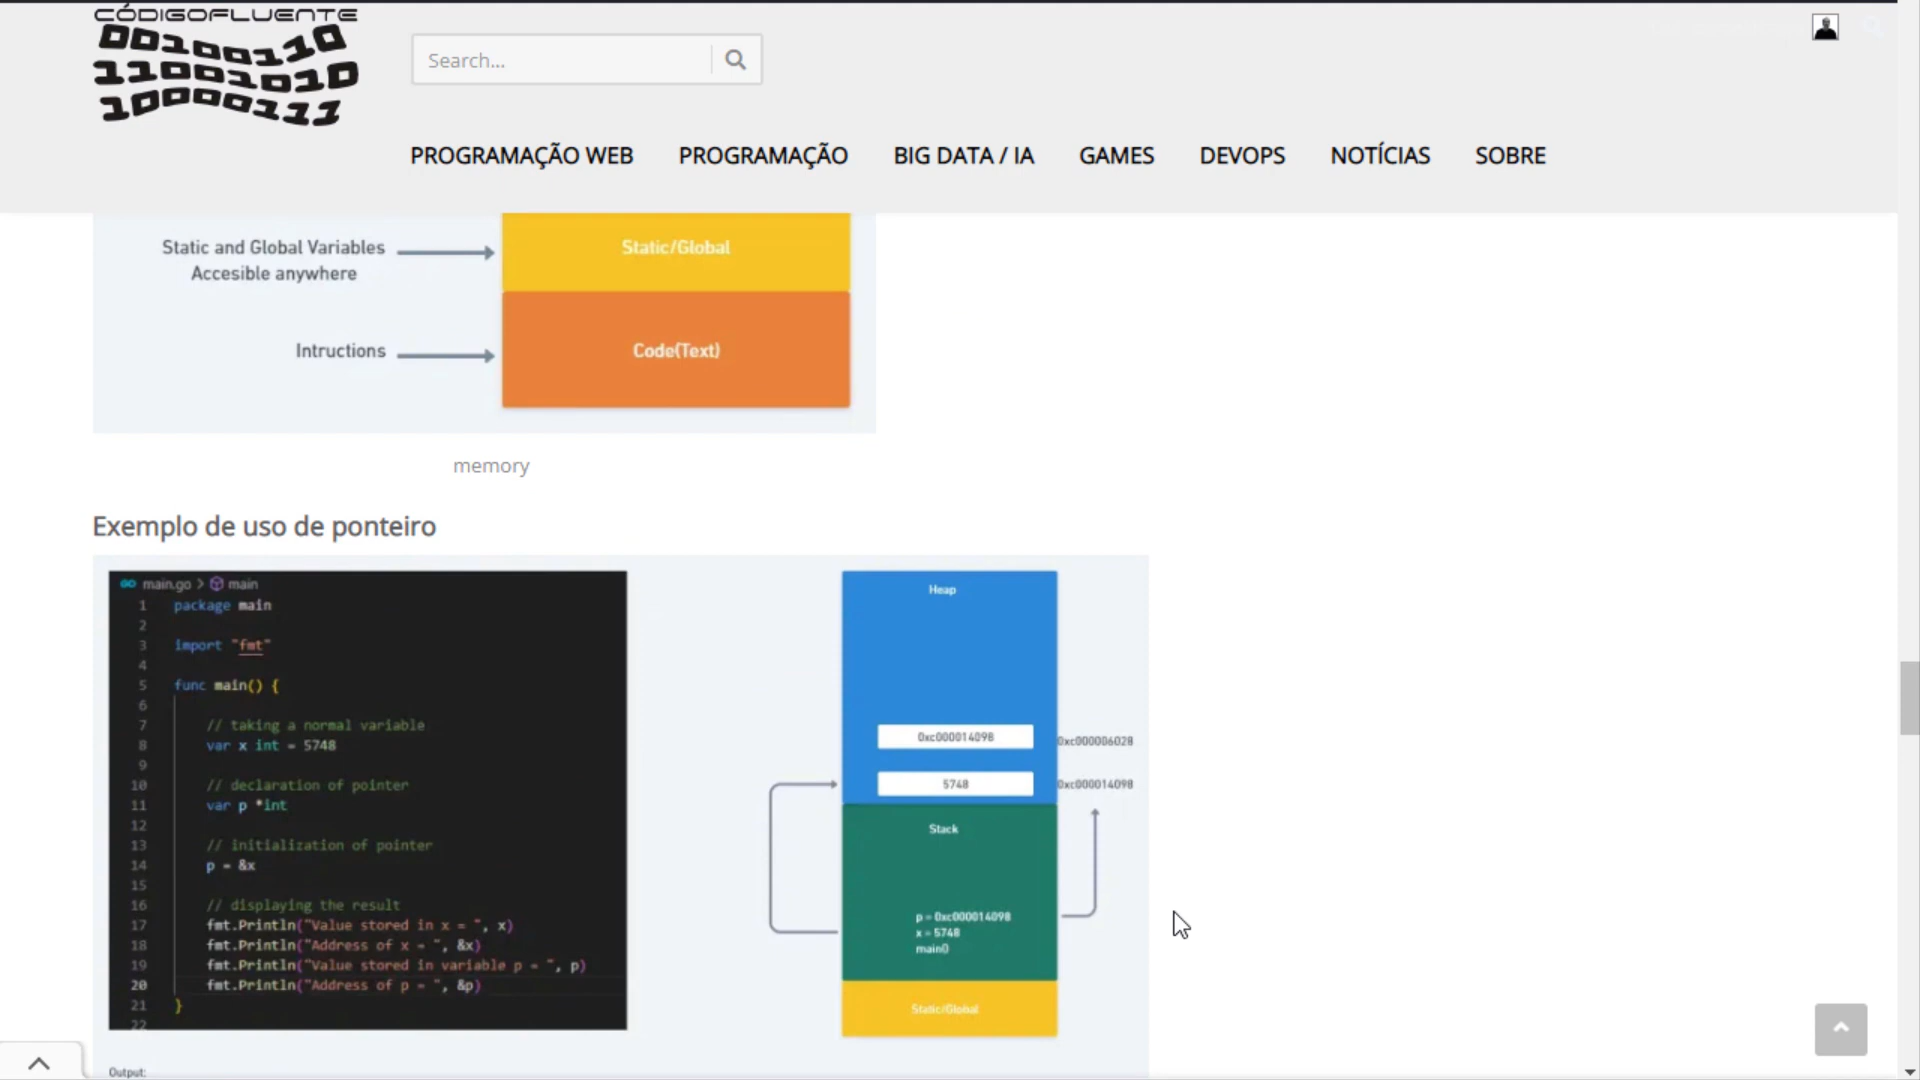 CÓDIGOFLUENTE
00100110
11001010
10000111
Search...
PROGRAMAÇÃO WEB
PROGRAMAÇÃO
BIG DATA / IA
GAMES
DEVOPS
NOTÍCIAS
SOBRE
Static and Global Variables
Accesible anywhere
Static/Global
Intructions
Code(Text)
memory
Exemplo de uso de ponteiro
main.go > main
1 package main
2
3 import "fmt"
4
5 func main() {
6
7 // taking a normal variable
8 var x int = 5748
9
10 // declaration of pointer
11 var p *int
12
13 // initialization of pointer
14 p = &x
15
16 // displaying the result
17 fmt.Println("Value stored in x = ", x)
18 fmt.Println("Address of x = ", &x)
19 fmt.Println("Value stored in variable p = ", p)
20 fmt.Println("Address of p = ", &p)
21 }
22
Heap
0xc000014098
0xc000006028
5748
0xc000014098
Stack
p = 0xc000014098
x = 5748
main()
Static/Global
Output: